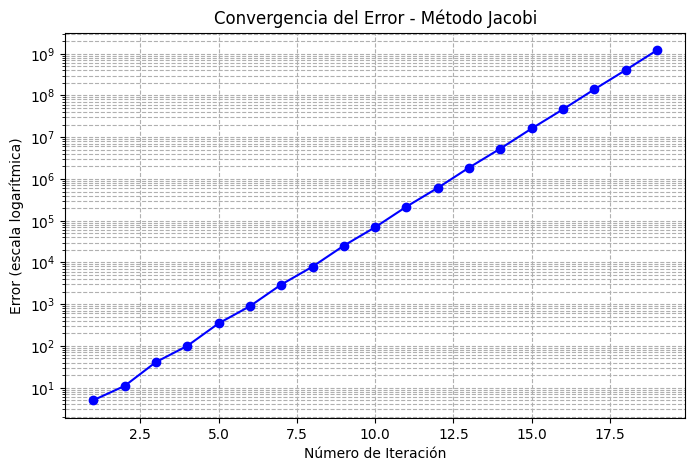 Convergencia del Error - Método Jacobi
Error (escala logarítmica)
10⁹
10⁸
10⁷
10⁶
10⁵
10⁴
10³
10²
10¹
2.5 5.0 7.5 10.0 12.5 15.0 17.5
Número de Iteración